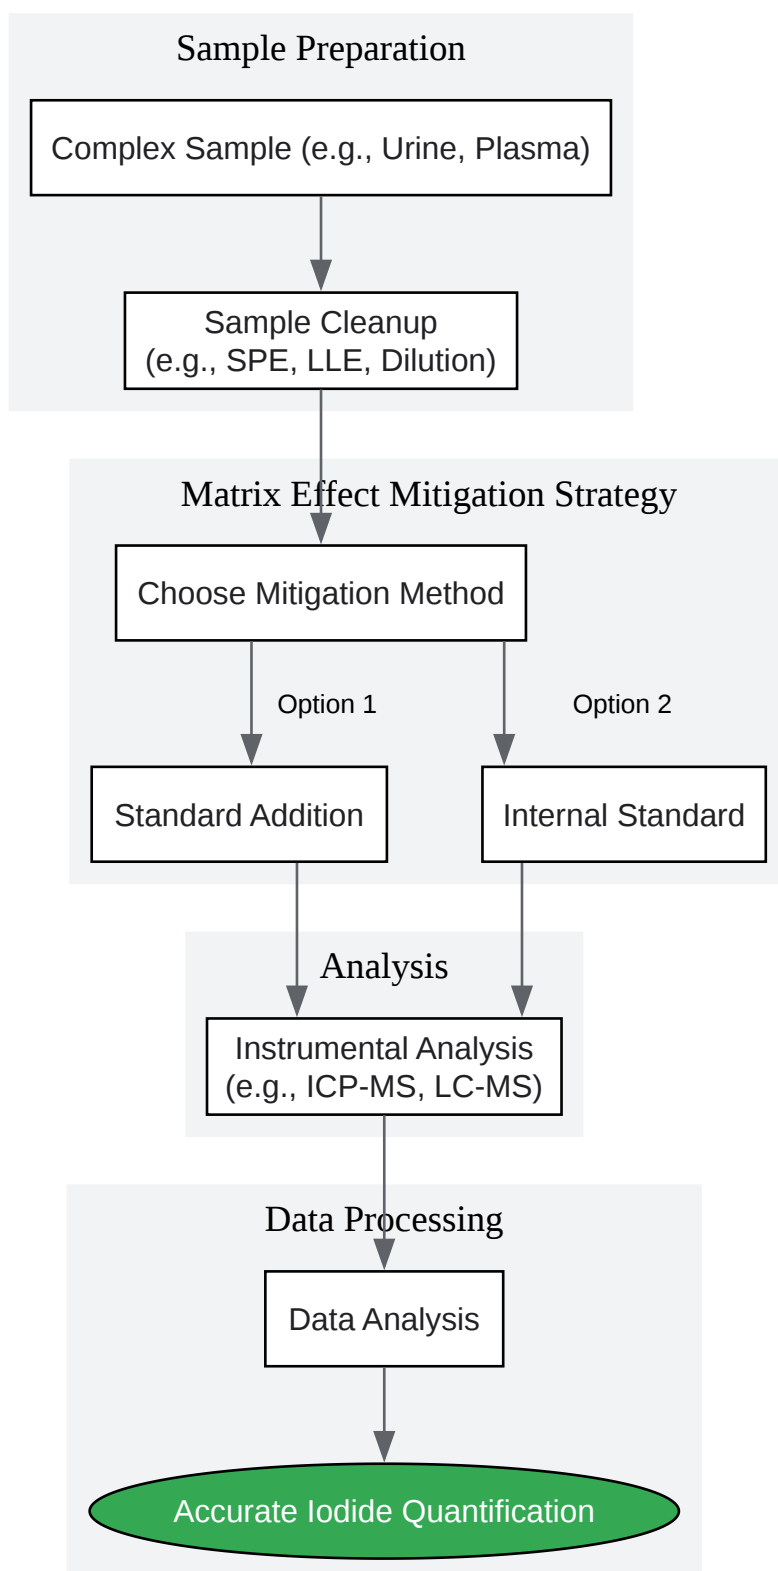 Sample Preparation
Complex Sample (e.g., Urine, Plasma)
Sample Cleanup
(e.g., SPE, LLE, Dilution)
Matrix Effect Mitigation Strategy
Choose Mitigation Method
Option 1
Option 2
Standard Addition
Internal Standard
Analysis
Instrumental Analysis
(e.g., ICP-MS, LC-MS)
Data Processing
Data Analysis
Accurate Iodide Quantification